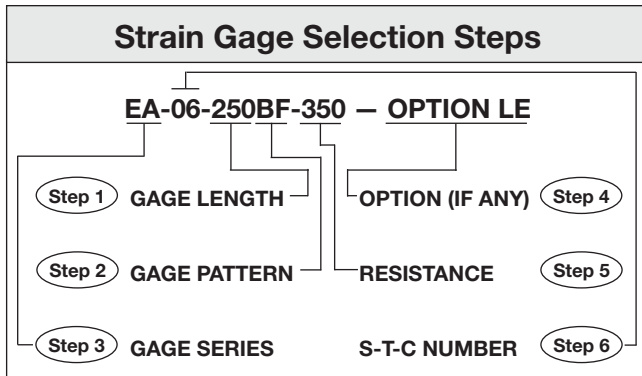 Strain Gage Selection Steps
EA-06-250BF-350 — OPTION LE
Step 1 GAGE LENGTH OPTION (IF ANY) Step 4
Step 2 GAGE PATTERN RESISTANCE Step 5
Step 3 GAGE SERIES S-T-C NUMBER Step 6